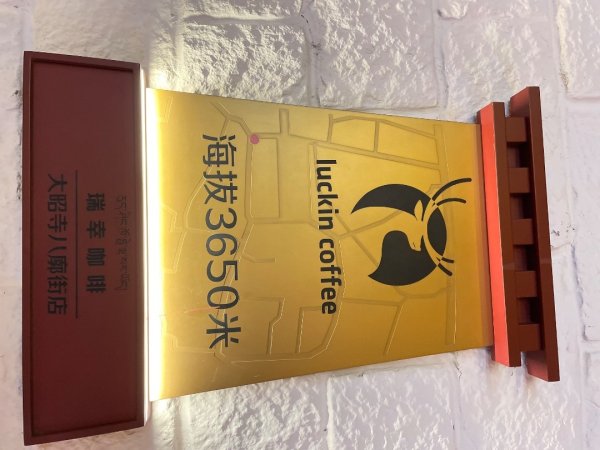 luckin coffee
海拔3650米
瑞幸咖啡
大昭寺八廓街店